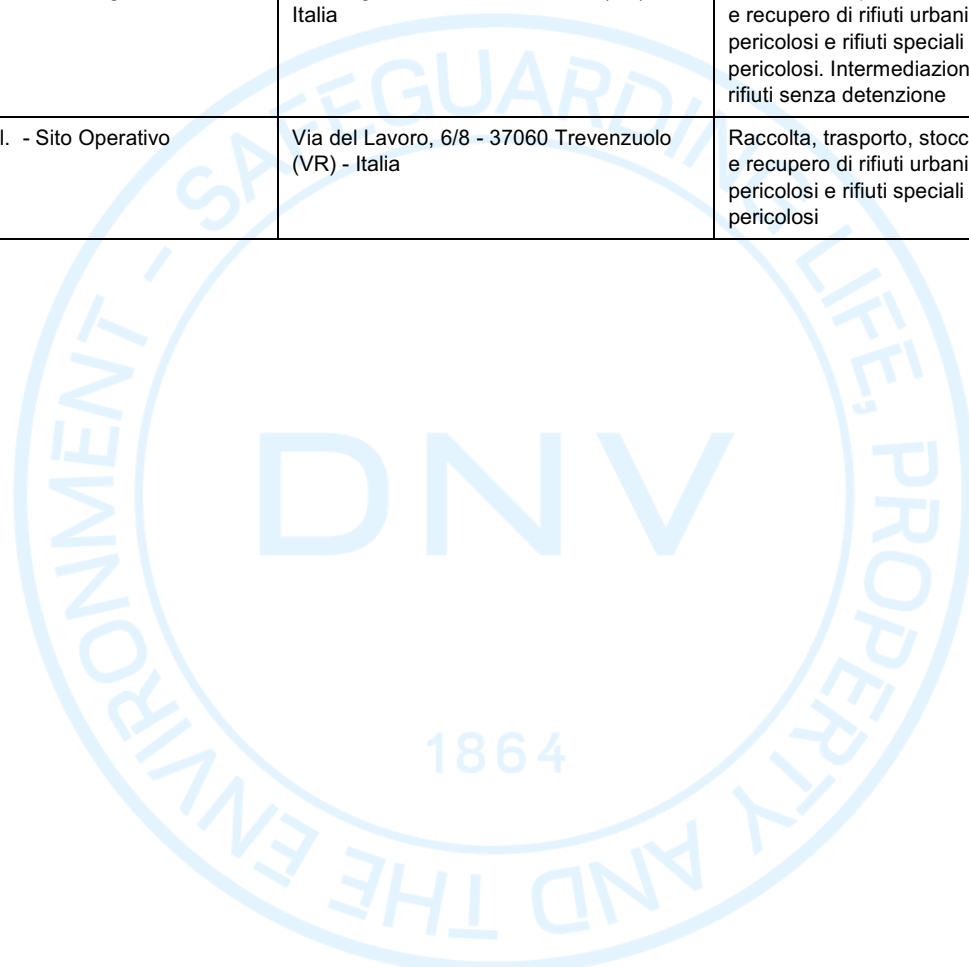 Italia
e recupero di rifiuti urbani
pericolosi e rifiuti speciali
pericolosi. Intermediazion
rifiuti senza detenzione
l. - Sito Operativo
Via del Lavoro, 6/8 - 37060 Trevenzuolo
(VR) - Italia
Raccolta, trasporto, stocc
e recupero di rifiuti urbani
pericolosi e rifiuti speciali
pericolosi
SAFEGUARDING LIFE, PROPERTY AND THE ENVIRONMENT -
DNV
1864